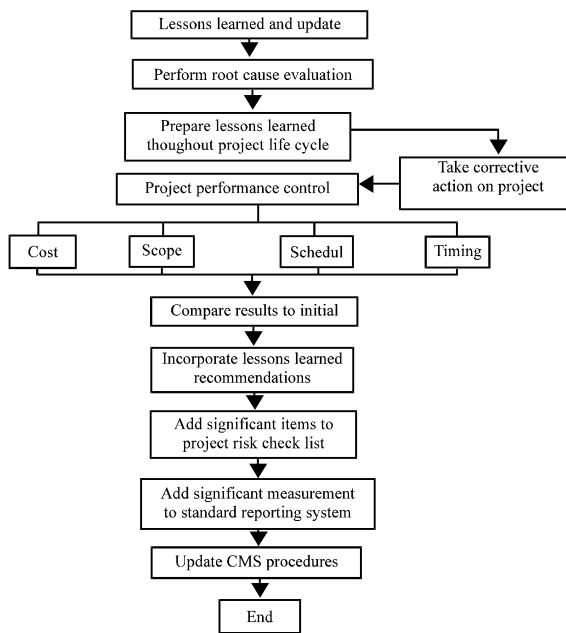 Lessons learned and update
Perform root cause evaluation
Prepare lessons learned
thoughout project life cycle
Take corrective
action on project
Project performance control
Cost
Scope
Schedul
Timing
Compare results to initial
Incorporate lessons learned
recommendations
Add significant items to
project risk check list
Add significant measurement
to standard reporting system
Update CMS procedures
End